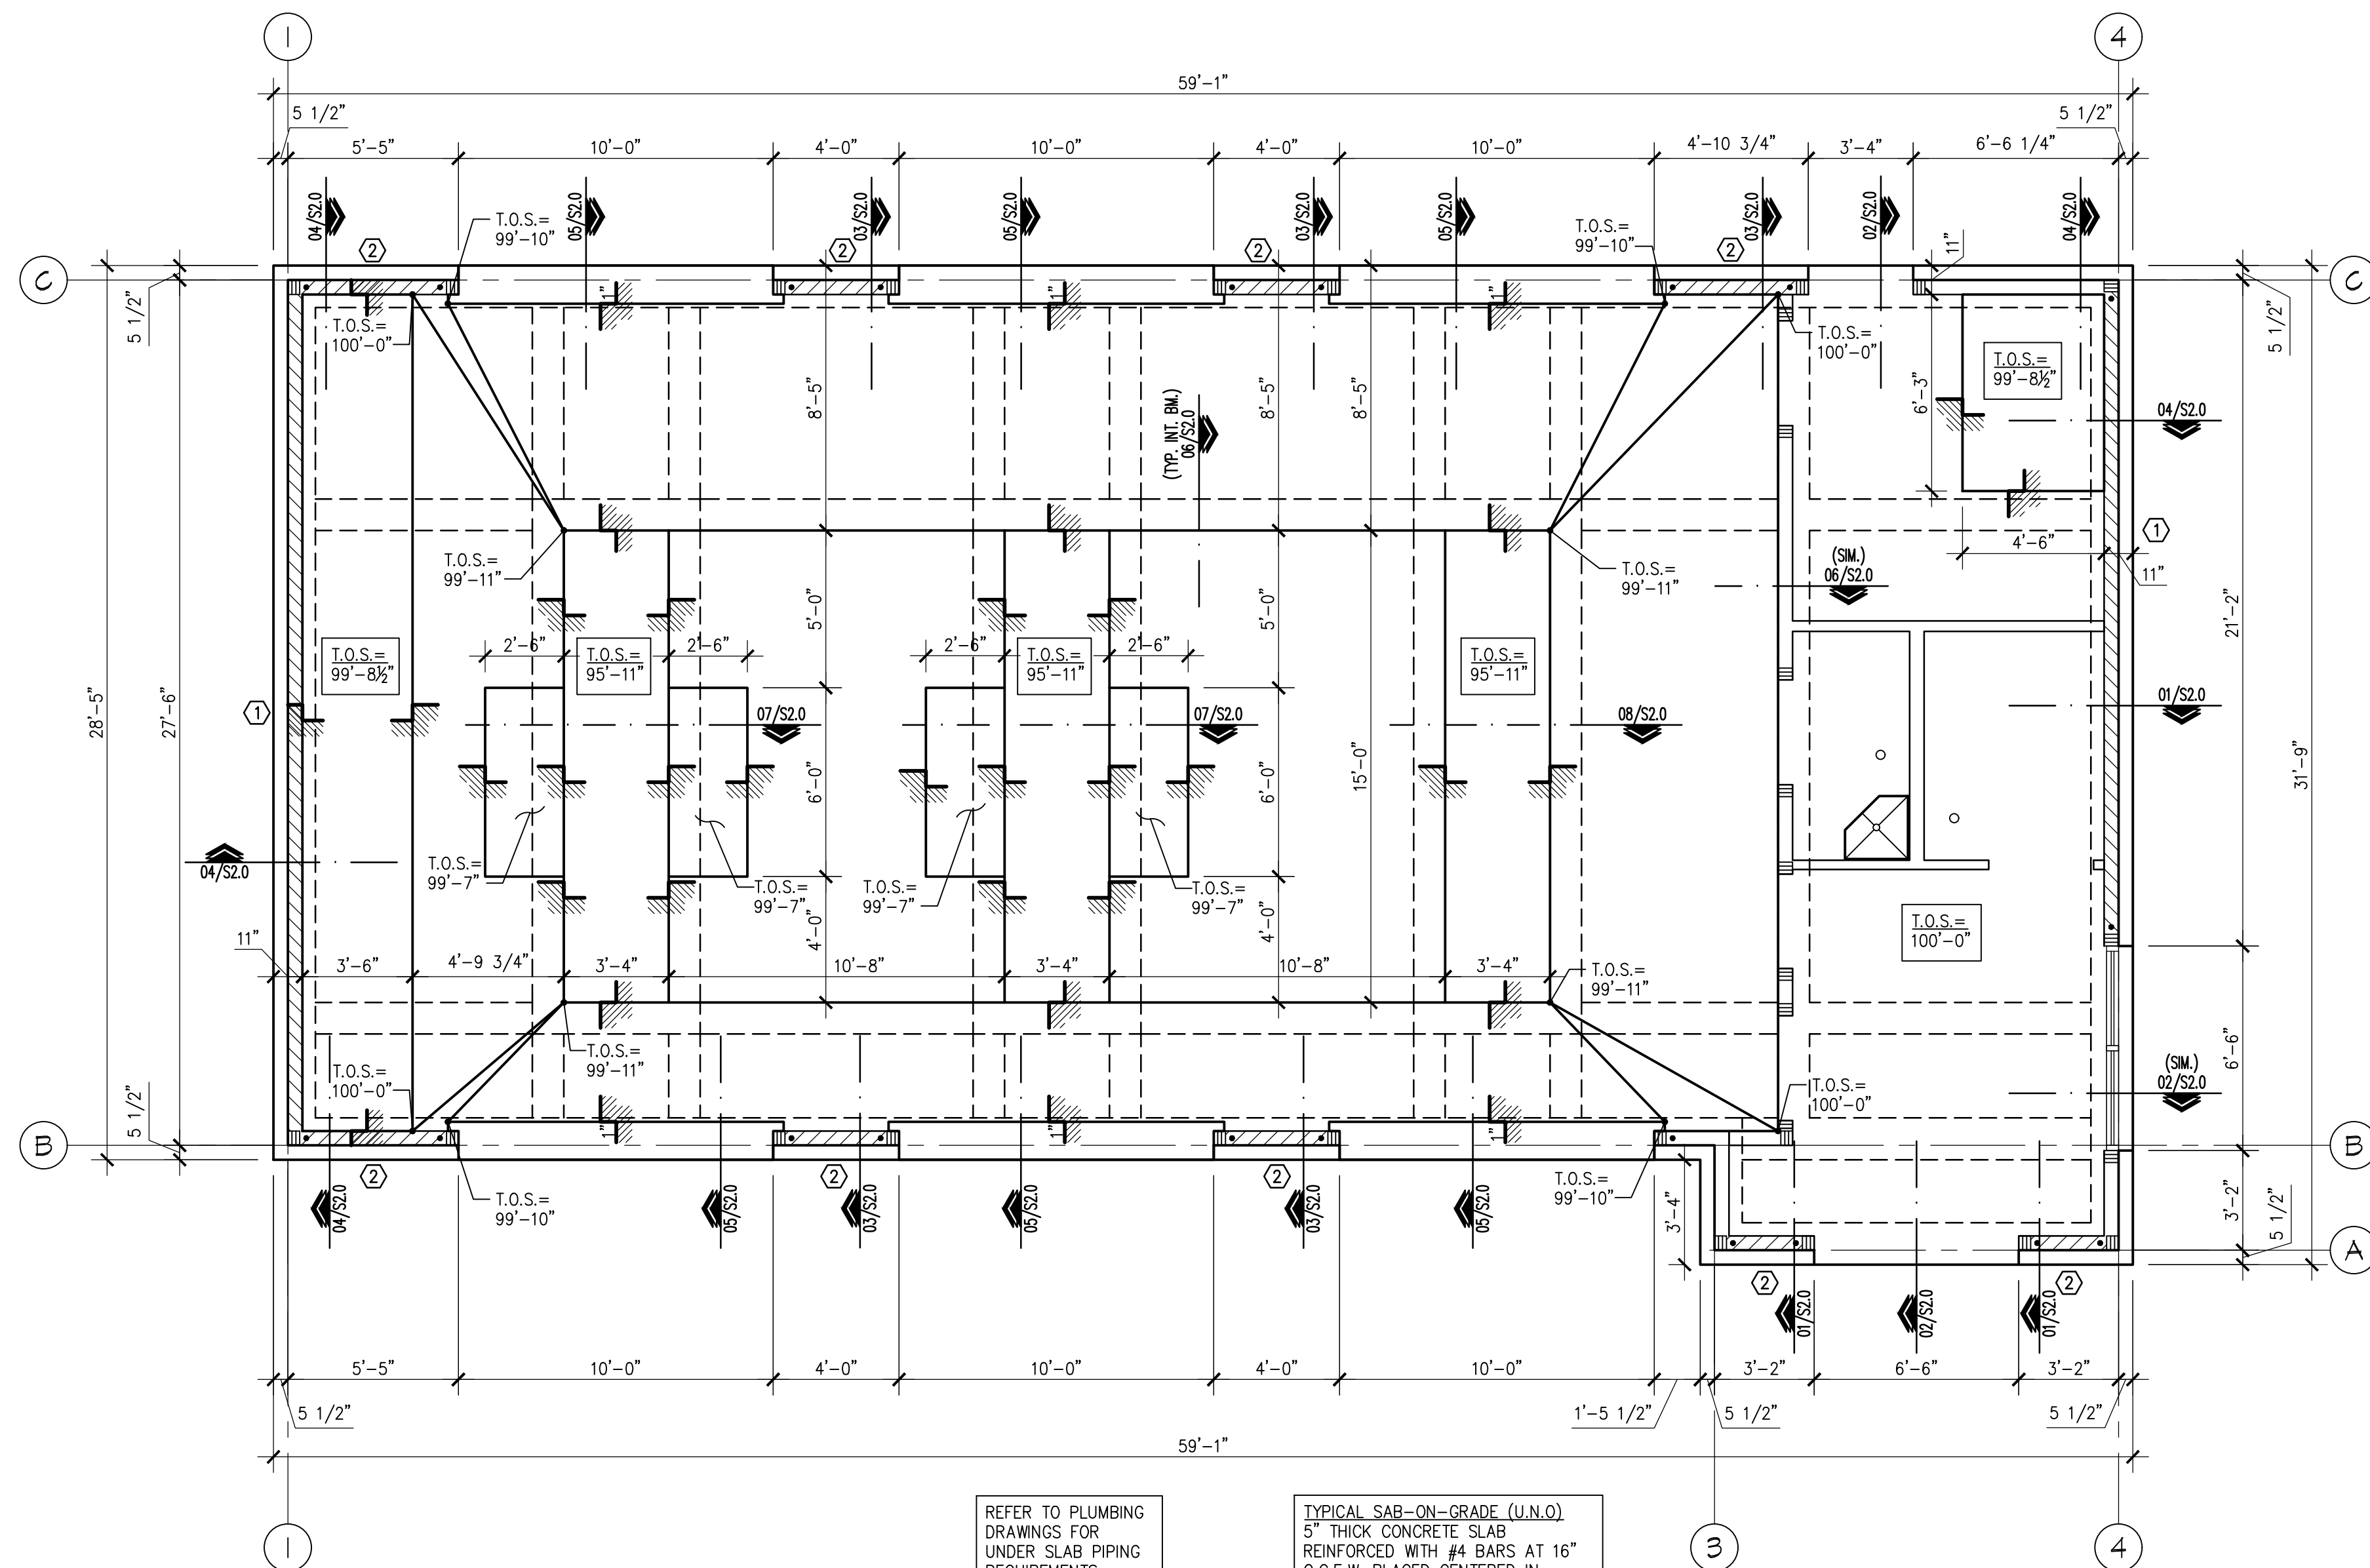 1
4
59'-1"
5 1/2"
5 1/2"
5'-5"
10'-0"
4'-0"
10'-0"
4'-0"
10'-0"
4'-10 3/4"
3'-4"
6'-6 1/4"
04/S2.0
05/S2.0
03/S2.0
05/S2.0
03/S2.0
05/S2.0
03/S2.0
02/S2.0
04/S2.0
T.O.S.=
99'-10"
T.O.S.=
99'-10"
2
2
2
2
11"
C
C
5 1/2"
5 1/2"
1"
1"
1"
T.O.S.=
100'-0"
T.O.S.=
100'-0"
T.O.S.=
99'-8½"
8'-5"
8'-5"
8'-5"
6'-3"
(TYP. INT. BM.)
06/S2.0
04/S2.0
1
4'-6"
11"
T.O.S.=
99'-11"
T.O.S.=
99'-11"
(SIM.)
06/S2.0
5'-0"
5'-0"
21'-2"
28'-5"
27'-6"
T.O.S.=
99'-8½"
2'-6"
T.O.S.=
95'-11"
2'-6"
2'-6"
T.O.S.=
95'-11"
2'-6"
T.O.S.=
95'-11"
1
07/S2.0
07/S2.0
08/S2.0
01/S2.0
6'-0"
6'-0"
15'-0"
31'-9"
04/S2.0
T.O.S.=
99'-7"
T.O.S.=
99'-7"
T.O.S.=
99'-7"
T.O.S.=
99'-7"
4'-0"
4'-0"
T.O.S.=
100'-0"
11"
3'-6"
4'-9 3/4"
3'-4"
10'-8"
3'-4"
10'-8"
3'-4"
T.O.S.=
99'-11"
T.O.S.=
99'-11"
6'-6"
T.O.S.=
100'-0"
T.O.S.=
100'-0"
(SIM.)
02/S2.0
5 1/2"
1"
1"
1"
B
B
2
2
2
T.O.S.=
99'-10"
T.O.S.=
99'-10"
3'-4"
3'-2"
5 1/2"
04/S2.0
05/S2.0
03/S2.0
05/S2.0
03/S2.0
05/S2.0
A
2
2
01/S2.0
02/S2.0
01/S2.0
5'-5"
10'-0"
4'-0"
10'-0"
4'-0"
10'-0"
3'-2"
6'-6"
3'-2"
5 1/2"
1'-5 1/2"
5 1/2"
5 1/2"
59'-1"
REFER TO PLUMBING
DRAWINGS FOR
UNDER SLAB PIPING
REQUIREMENTS
TYPICAL SAB-ON-GRADE (U.N.O)
5" THICK CONCRETE SLAB
REINFORCED WITH #4 BARS AT 16"
O.C.E.W. PLACED CENTERED IN
1
3
4